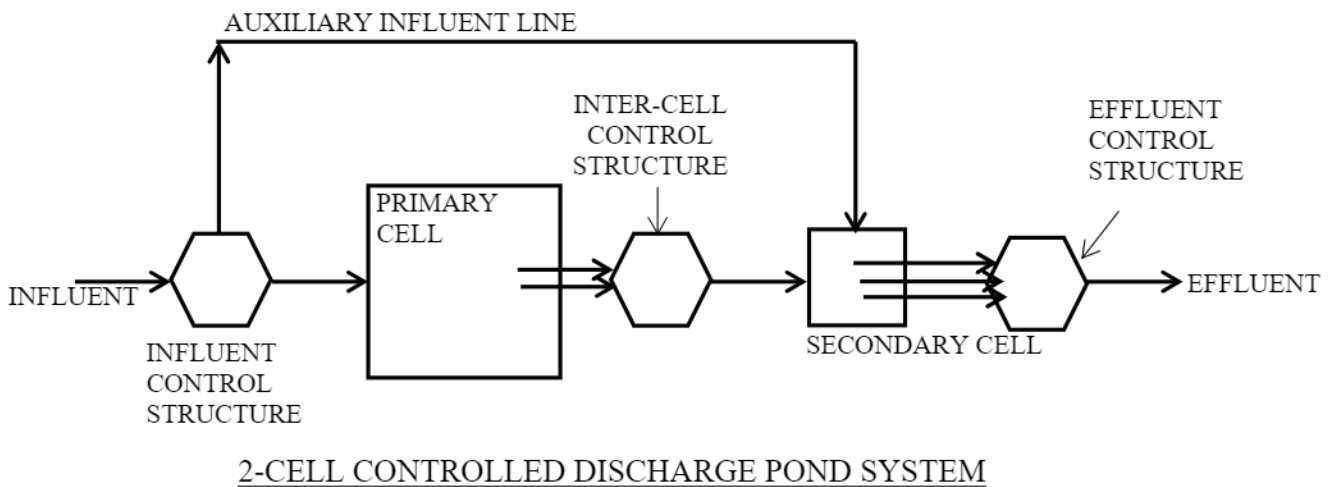 AUXILIARY INFLUENT LINE
INTER-CELL
CONTROL
STRUCTURE
EFFLUENT
CONTROL
STRUCTURE
PRIMARY
CELL
INFLUENT
EFFLUENT
INFLUENT
CONTROL
STRUCTURE
SECONDARY CELL
2-CELL CONTROLLED DISCHARGE POND SYSTEM